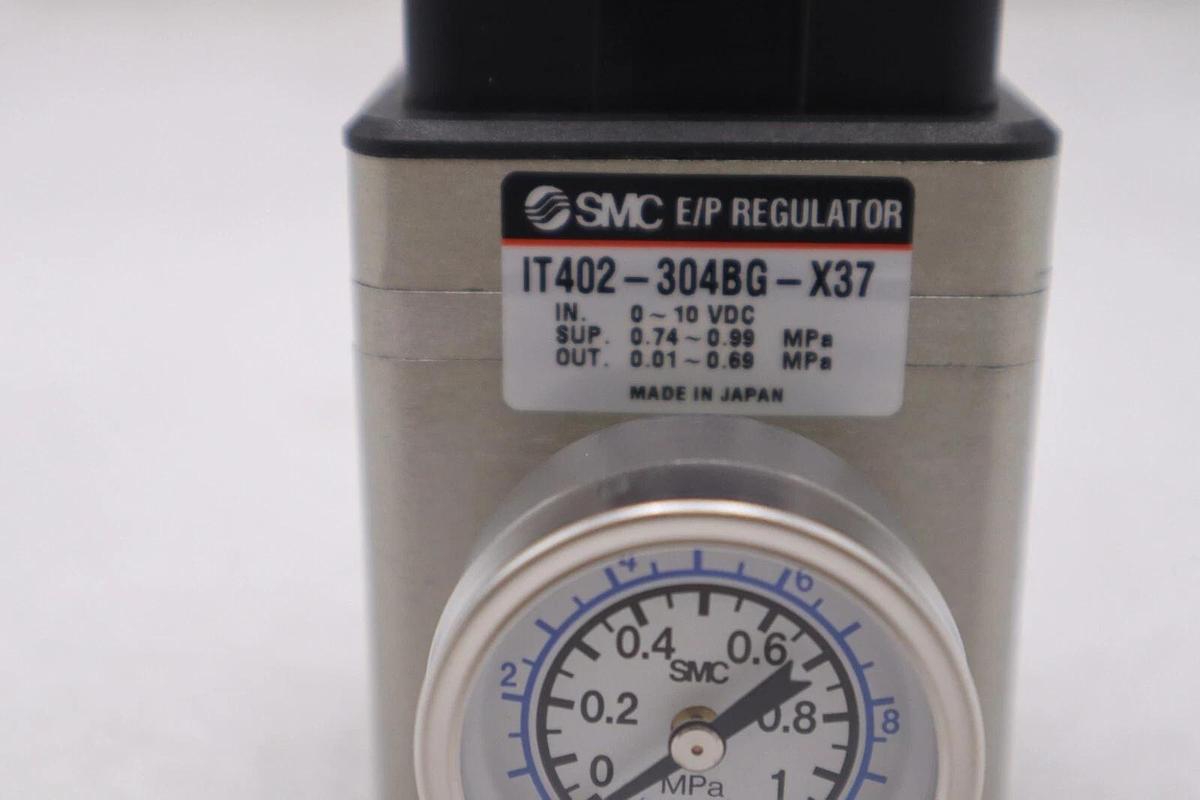 SMC E/P REGULATOR
IT402-304BG-X37
IN. 0~10 VDC
SUP. 0.74~0.99 MPa
OUT. 0.01~0.69 MPa
MADE IN JAPAN
4 6
0.4 0.6
SMC
2 0.2 0.8 8
0 MPa 1